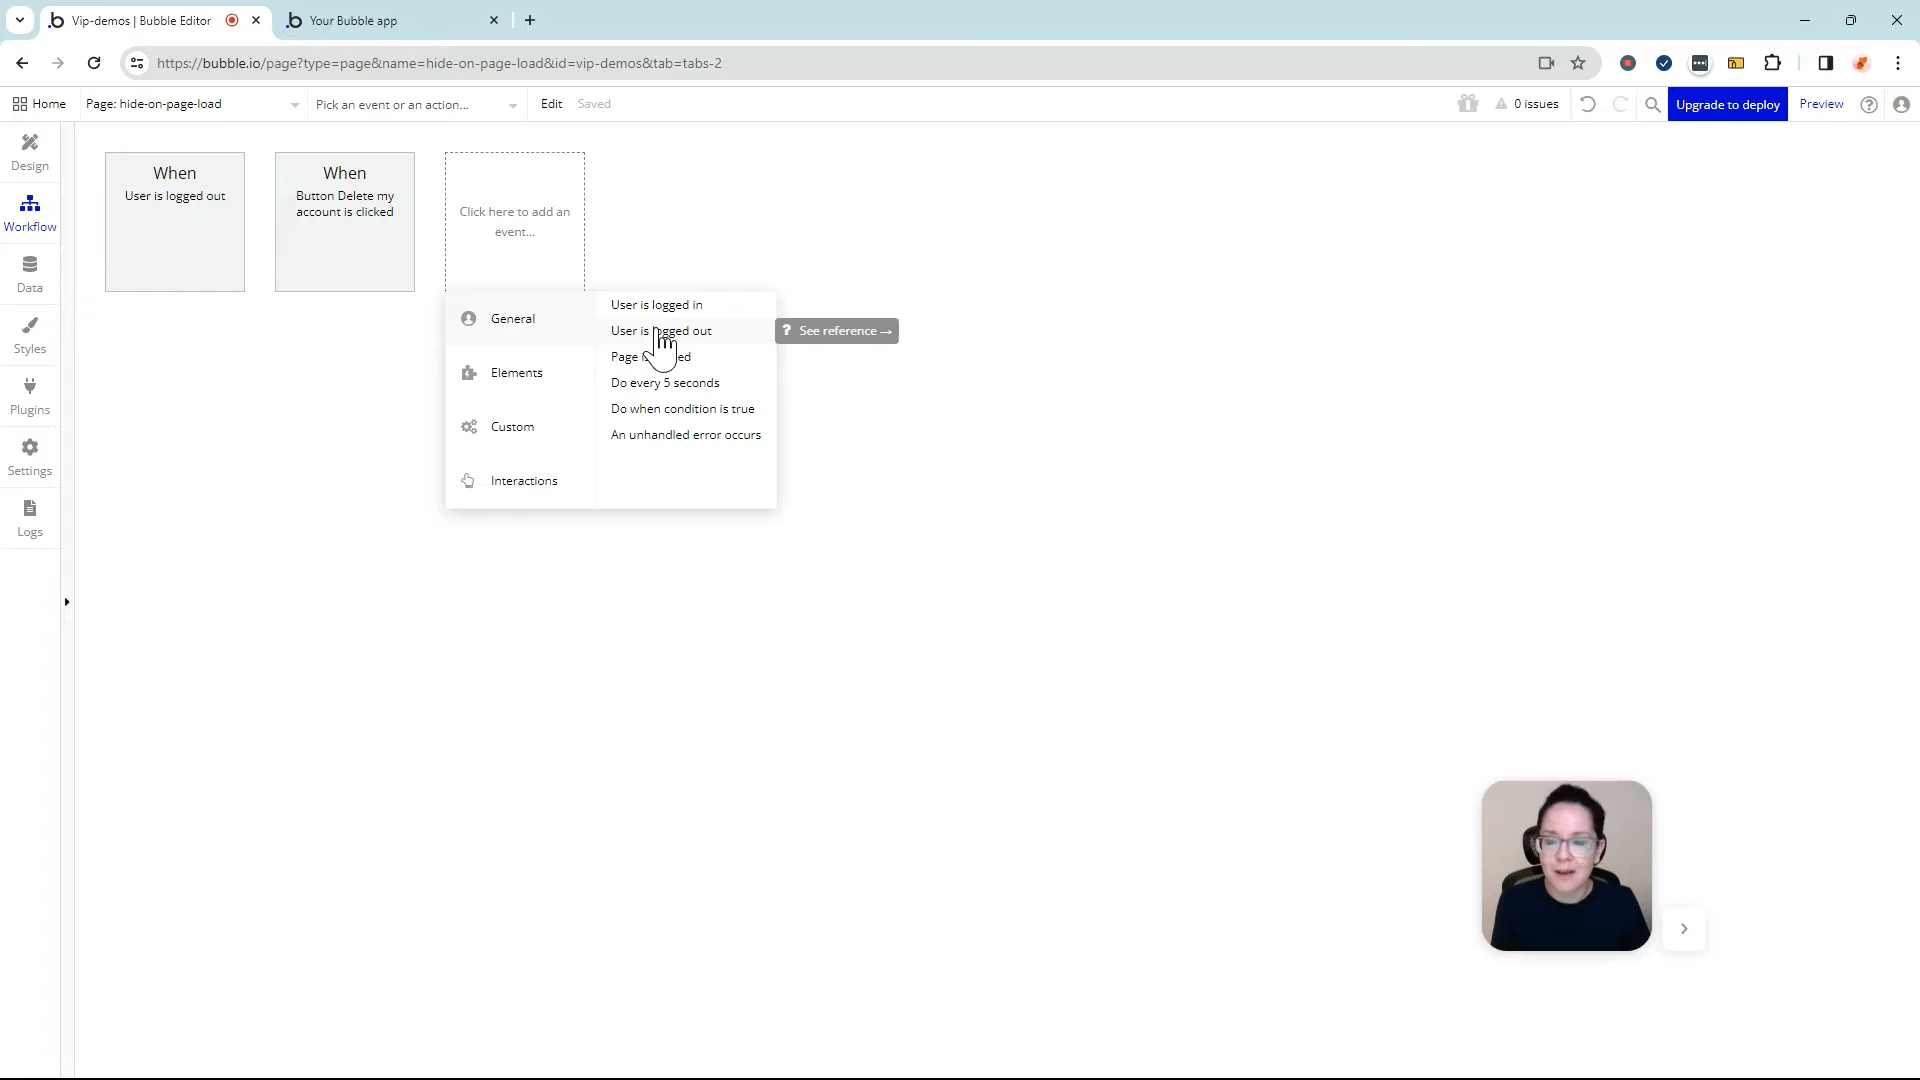 Vip-demos | Bubble Editor
Your Bubble app
https://bubble.io/page?type=page&name=hide-on-page-load&id=vip-demos&tab=tabs-2
Home
Page: hide-on-page-load
Pick an event or an action...
Edit
Saved
0 issues
Upgrade to deploy
Preview
Design
Workflow
Data
Styles
Plugins
Settings
Logs
When
User is logged out
When
Button Delete my
account is clicked
Click here to add an
event...
General
Elements
Custom
Interactions
User is logged in
User is logged out
Page
Do every 5 seconds
Do when condition is true
An unhandled error occurs
? See reference →